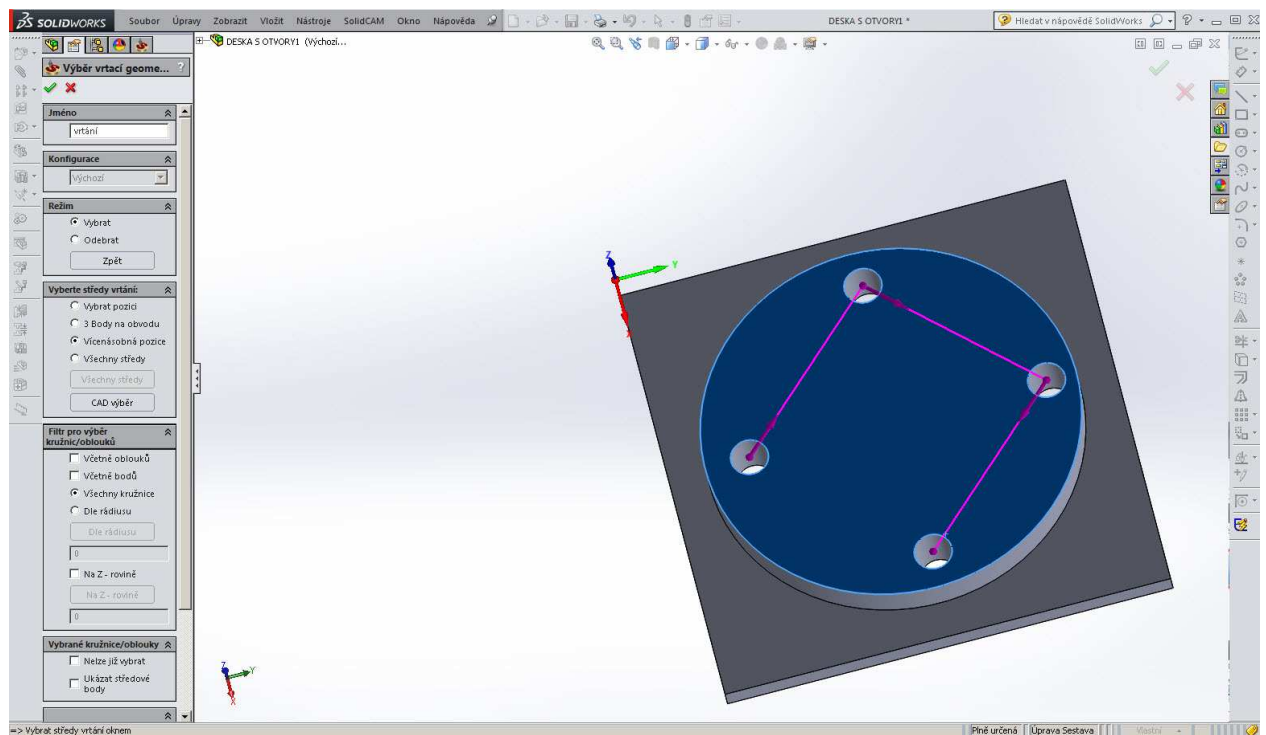 SOLIDWORKS Soubor Úpravy Zobrazit Vložit Nástroje SolidCAM Okno Nápověda DESKA S OTVORY1 * Hledat v nápovědě SolidWorks
DESKA S OTVORY1 (Výchozí...
Výběr vrtací geome... ?
Jméno
vrtání
Konfigurace
Výchozí
Režim
Vybrat
Odebrat
Zpět
Vyberte středy vrtání:
Vybrat pozici
3 Body na obvodu
Vícenásobná pozice
Všechny středy
Všechny středy
CAD výběr
Filtr pro výběr
kružnic/oblouků
Včetně oblouků
Včetně bodů
Všechny kružnice
Dle rádiusu
Dle rádiusu
0
Na Z - rovině
Na Z - rovině
0
Vybrané kružnice/oblouky
Nelze již vybrat
Ukázat středové
body
Z
Y
X
Z
Y
X
=> Vybrat středy vrtání oknem
Plně určená Úprava Sestava Vlastní